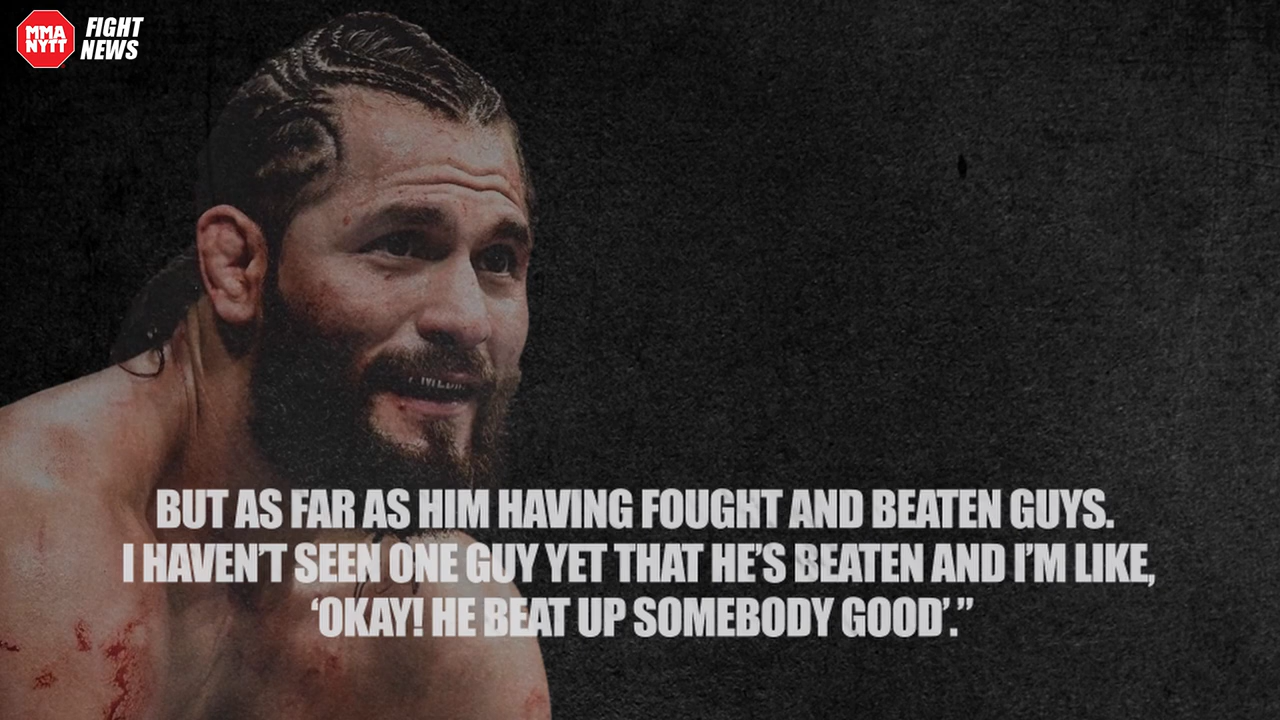 MMA
NYTT
FIGHT
NEWS
BUT AS FAR AS HIM HAVING FOUGHT AND BEATEN GUYS.
I HAVEN’T SEEN ONE GUY YET THAT HE’S BEATEN AND I’M LIKE,
‘OKAY! HE BEAT UP SOMEBODY GOOD’.”